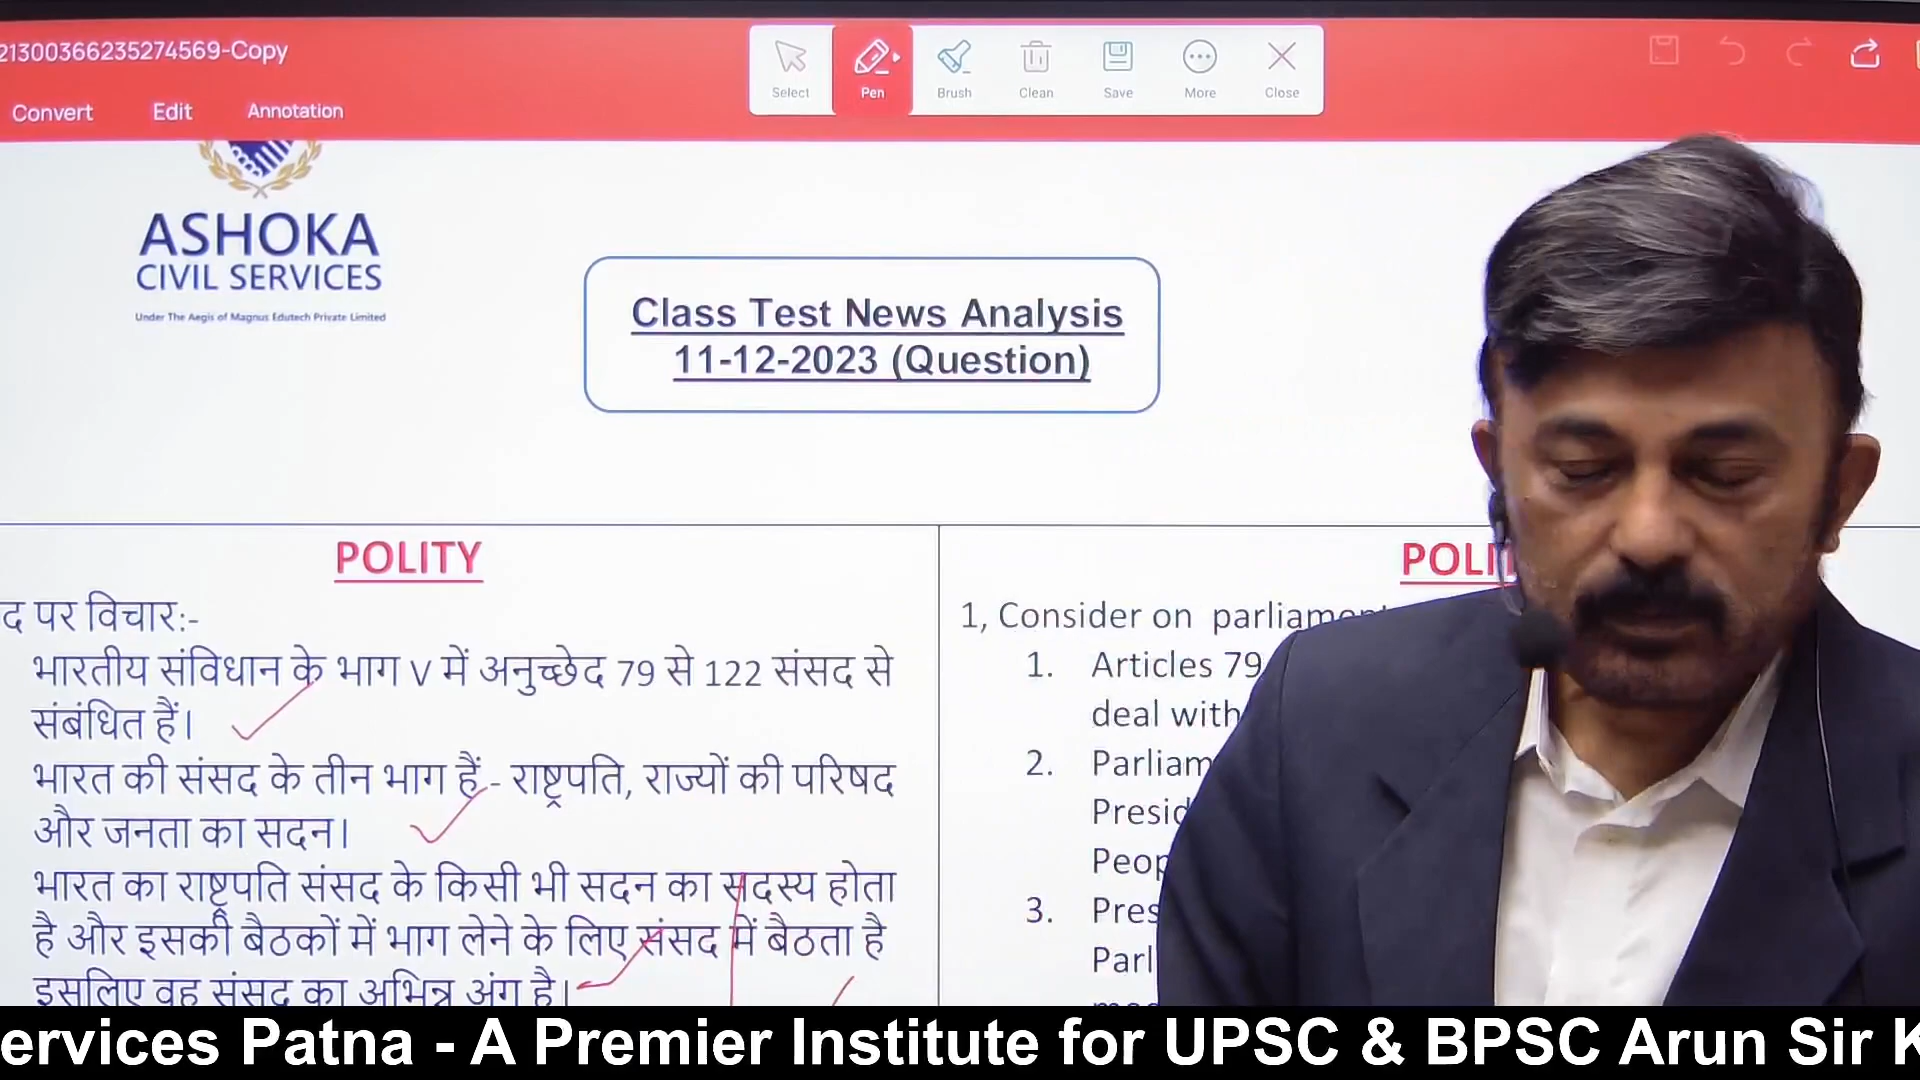 21300366235274569-Copy
Select
Pen
Brush
Clean
Save
More
Close
Convert
Edit
Annotation
ASHOKA
CIVIL SERVICES
Under The Aegis of Magnus Edutech Private Limited
Class Test News Analysis
11-12-2023 (Question)
POLITY
पर विचार:-
भारतीय संविधान के भाग V में अनुच्छेद 79 से 122 संसद से
संबंधित हैं।
भारत की संसद के तीन भाग हैं - राष्ट्रपति, राज्यों की परिषद
और जनता का सदन।
भारत का राष्ट्रपति संसद के किसी भी सदन का सदस्य होता
है और इसकी बैठकों में भाग लेने के लिए संसद में बैठता है
इसलिए वह संसद का अभिन्न अंग है।
POLI
1, Consider on parliament
1. Articles 79
deal with
2. Parliam
Presid
Peop
3. Pres
Parl
ervices Patna - A Premier Institute for UPSC & BPSC Arun Sir K